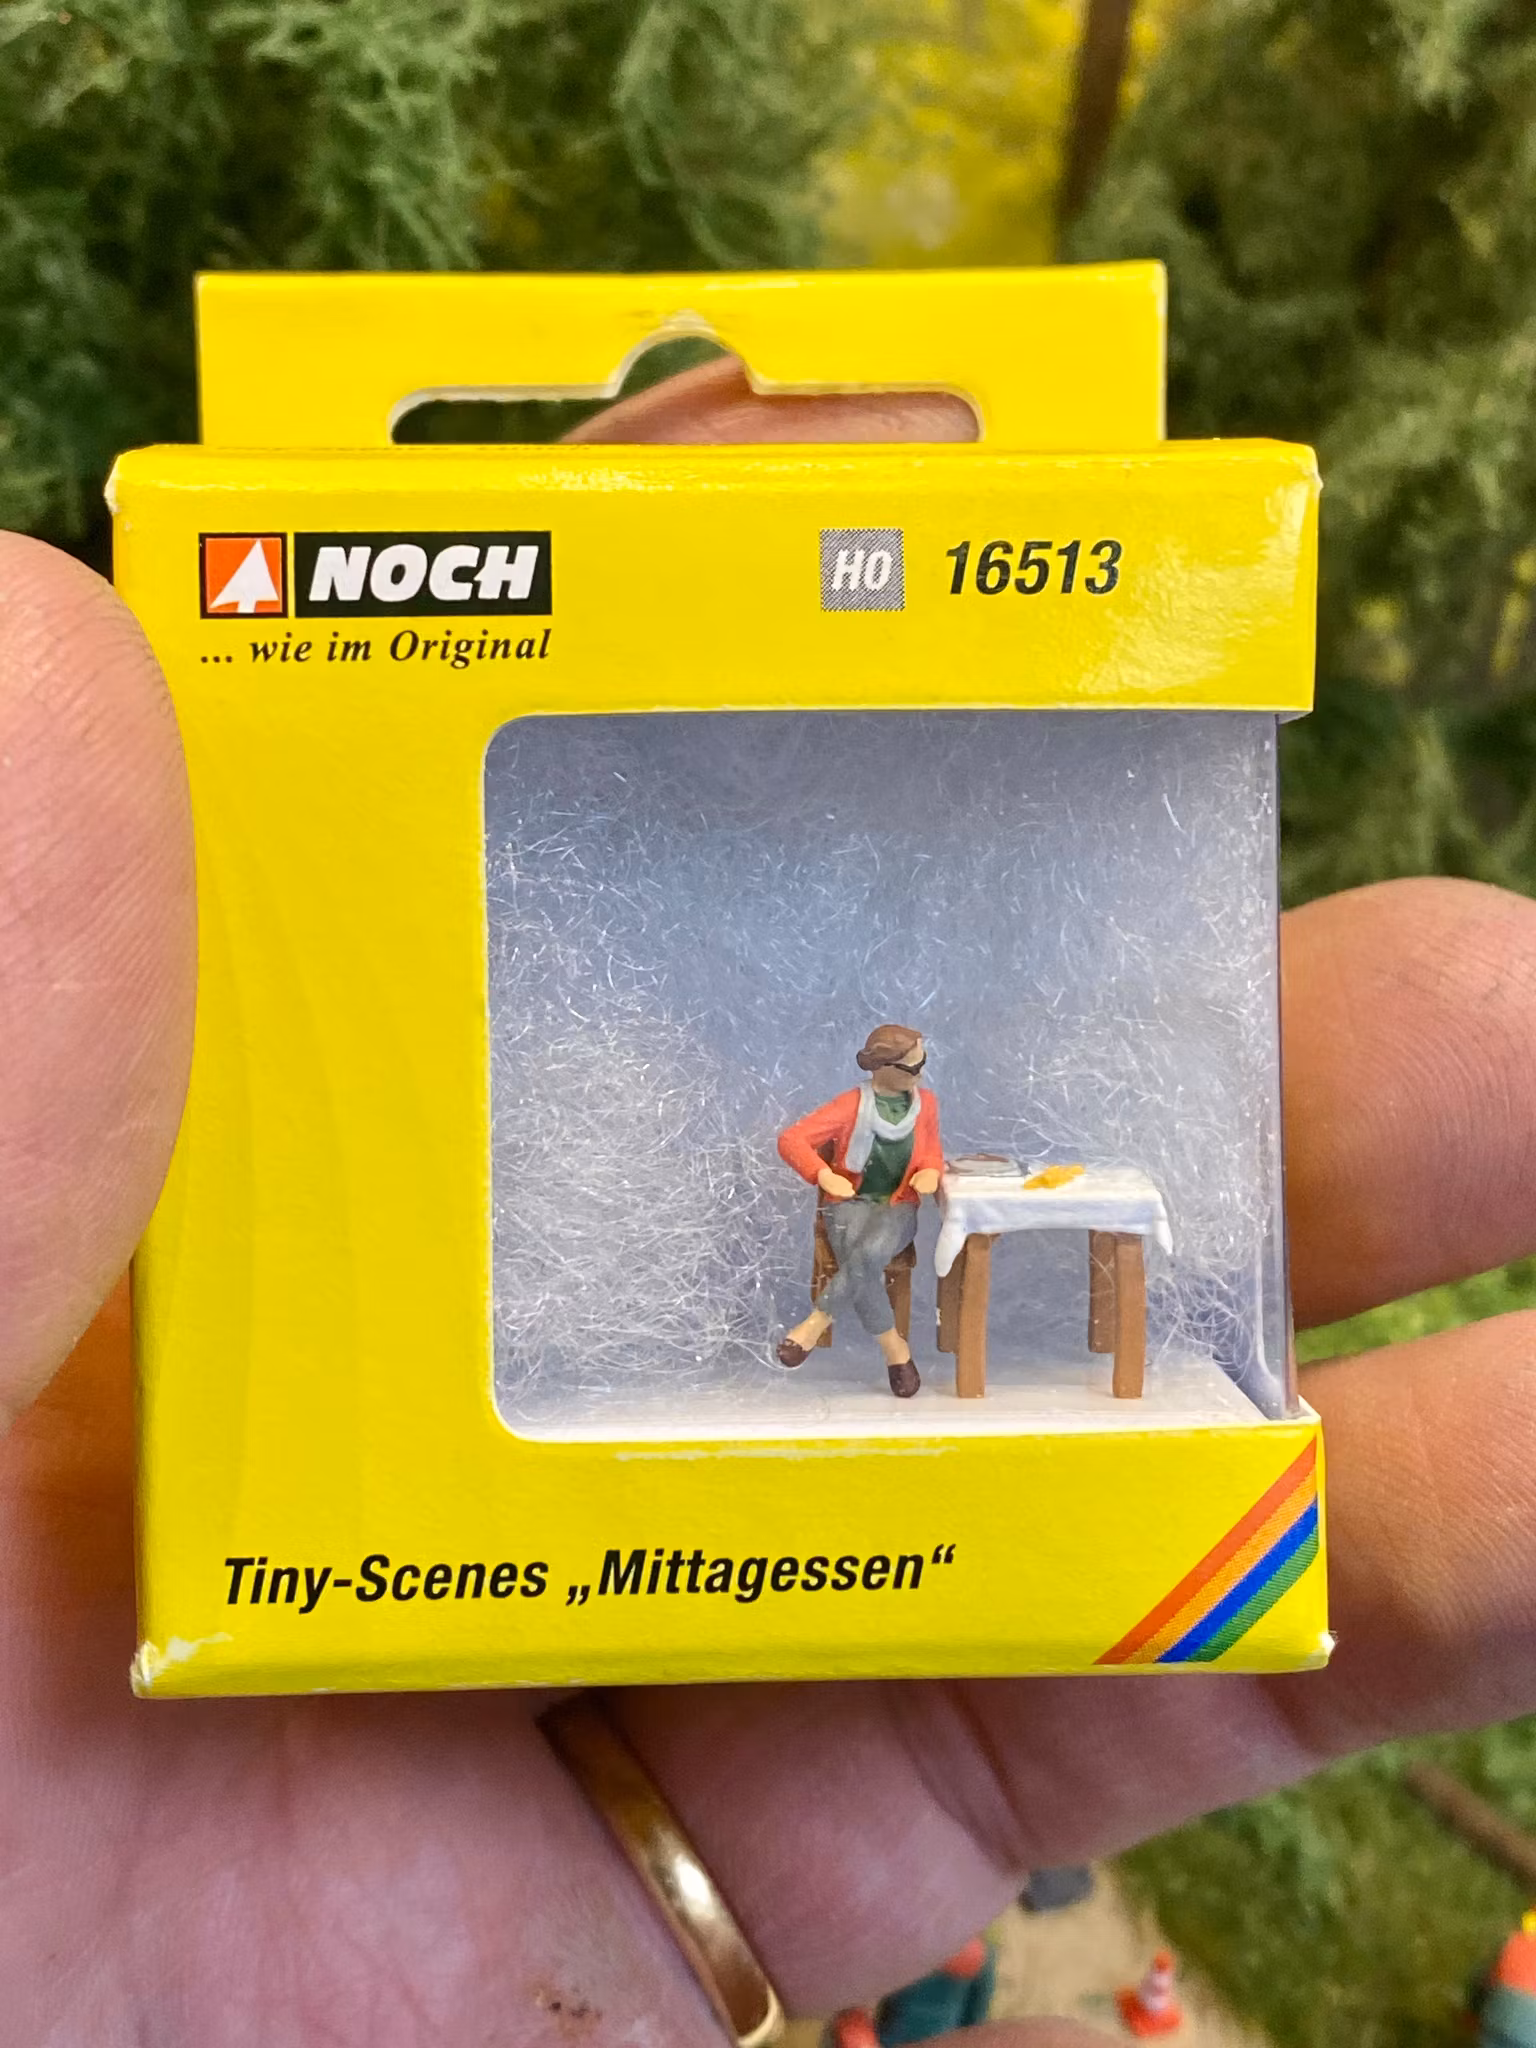 NOCH
... wie im Original
H0 16513
Tiny-Scenes „Mittagessen“